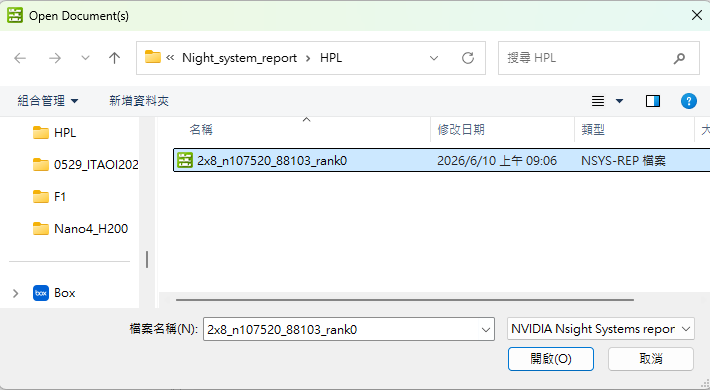 Open Document(s)
« Night_system_report › HPL
搜尋 HPL
組合管理 新增資料夾
名稱 修改日期 類型 大
HPL
0529_ITAOI202
F1
Nano4_H200
Box
box
2x8_n107520_88103_rank0 2026/6/10 上午 09:06 NSYS-REP 檔案
檔案名稱(N): 2x8_n107520_88103_rank0 NVIDIA Nsight Systems repor
開啟(O) 取消